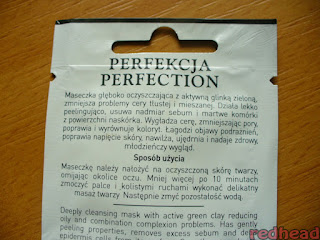 PERFEKCJA
PERFECTION
Maseczka głęboko oczyszczająca z aktywną glinką zieloną,
zmniejsza problemy cery tłustej i mieszanej. Działa lekko
peelingująco, usuwa nadmiar sebum i martwe komórki
z powierzchni naskórka. Wygładza cerę, zmniejszając pory,
poprawia i wyrównuje koloryt. Łagodzi objawy podrażnień,
poprawia napięcie skóry, nawilża, ujędrnia i nadaje zdrowy,
młodzieńczy wygląd.
Sposób użycia
Maseczkę należy nałożyć na oczyszczoną skórę twarzy,
omijając okolice oczu. Mniej więcej po 10 minutach
zmoczyć palce i kolistymi ruchami wykonać delikatny
masaż twarzy. Następnie zmyć pozostałość wodą.
Deeply cleansing mask with active green clay reducing
oily and combination complexion problems. Has gently
peeling properties, removes excess sebum and de
epidermis cells from
redhead